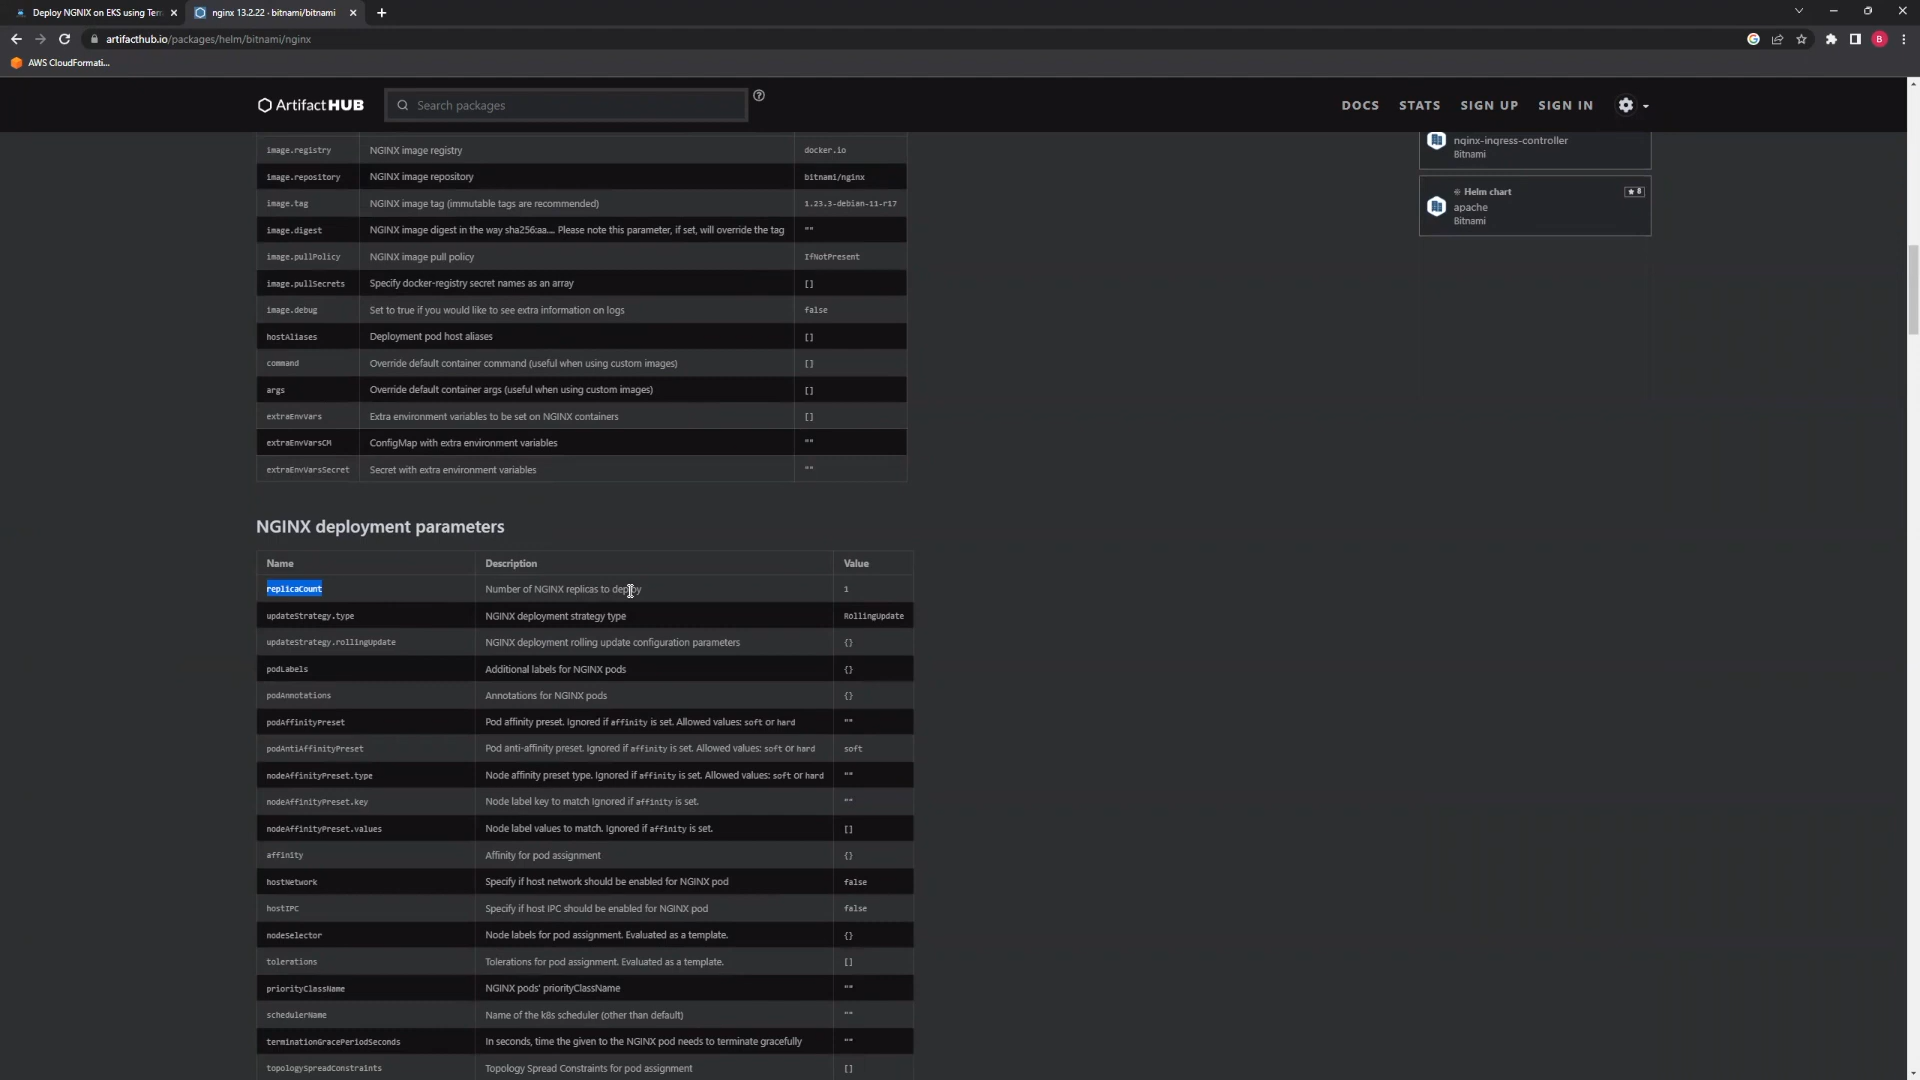 Deploy NGNIX on EKS using Terr
nginx 13.2.22 · bitnami/bitnami
artifacthub.io/packages/helm/bitnami/nginx
B
AWS CloudFormati...
ArtifactHUB
Search packages
DOCS STATS SIGN UP SIGN IN
image.registry NGINX image registry docker.io
image.repository NGINX image repository bitnami/nginx
image.tag NGINX image tag (immutable tags are recommended) 1.23.3-debian-11-r17
image.digest NGINX image digest in the way sha256:aa.... Please note this parameter, if set, will override the tag ""
image.pullPolicy NGINX image pull policy IfNotPresent
image.pullSecrets Specify docker-registry secret names as an array []
image.debug Set to true if you would like to see extra information on logs false
hostAliases Deployment pod host aliases []
command Override default container command (useful when using custom images) []
args Override default container args (useful when using custom images) []
extraEnvVars Extra environment variables to be set on NGINX containers []
extraEnvVarsCM ConfigMap with extra environment variables ""
extraEnvVarsSecret Secret with extra environment variables ""
nginx-ingress-controller
Bitnami
Helm chart
8
apache
Bitnami
NGINX deployment parameters
Name Description Value
replicaCount Number of NGINX replicas to deploy 1
updateStrategy.type NGINX deployment strategy type RollingUpdate
updateStrategy.rollingUpdate NGINX deployment rolling update configuration parameters {}
podLabels Additional labels for NGINX pods {}
podAnnotations Annotations for NGINX pods {}
podAffinityPreset Pod affinity preset. Ignored if affinity is set. Allowed values: soft or hard ""
podAntiAffinityPreset Pod anti-affinity preset. Ignored if affinity is set. Allowed values: soft or hard soft
nodeAffinityPreset.type Node affinity preset type. Ignored if affinity is set. Allowed values: soft or hard ""
nodeAffinityPreset.key Node label key to match Ignored if affinity is set. ""
nodeAffinityPreset.values Node label values to match. Ignored if affinity is set. []
affinity Affinity for pod assignment {}
hostNetwork Specify if host network should be enabled for NGINX pod false
hostIPC Specify if host IPC should be enabled for NGINX pod false
nodeSelector Node labels for pod assignment. Evaluated as a template. {}
tolerations Tolerations for pod assignment. Evaluated as a template. []
priorityClassName NGINX pods' priorityClassName ""
schedulerName Name of the k8s scheduler (other than default) ""
terminationGracePeriodSeconds In seconds, time the given to the NGINX pod needs to terminate gracefully ""
topologySpreadConstraints Topology Spread Constraints for pod assignment []